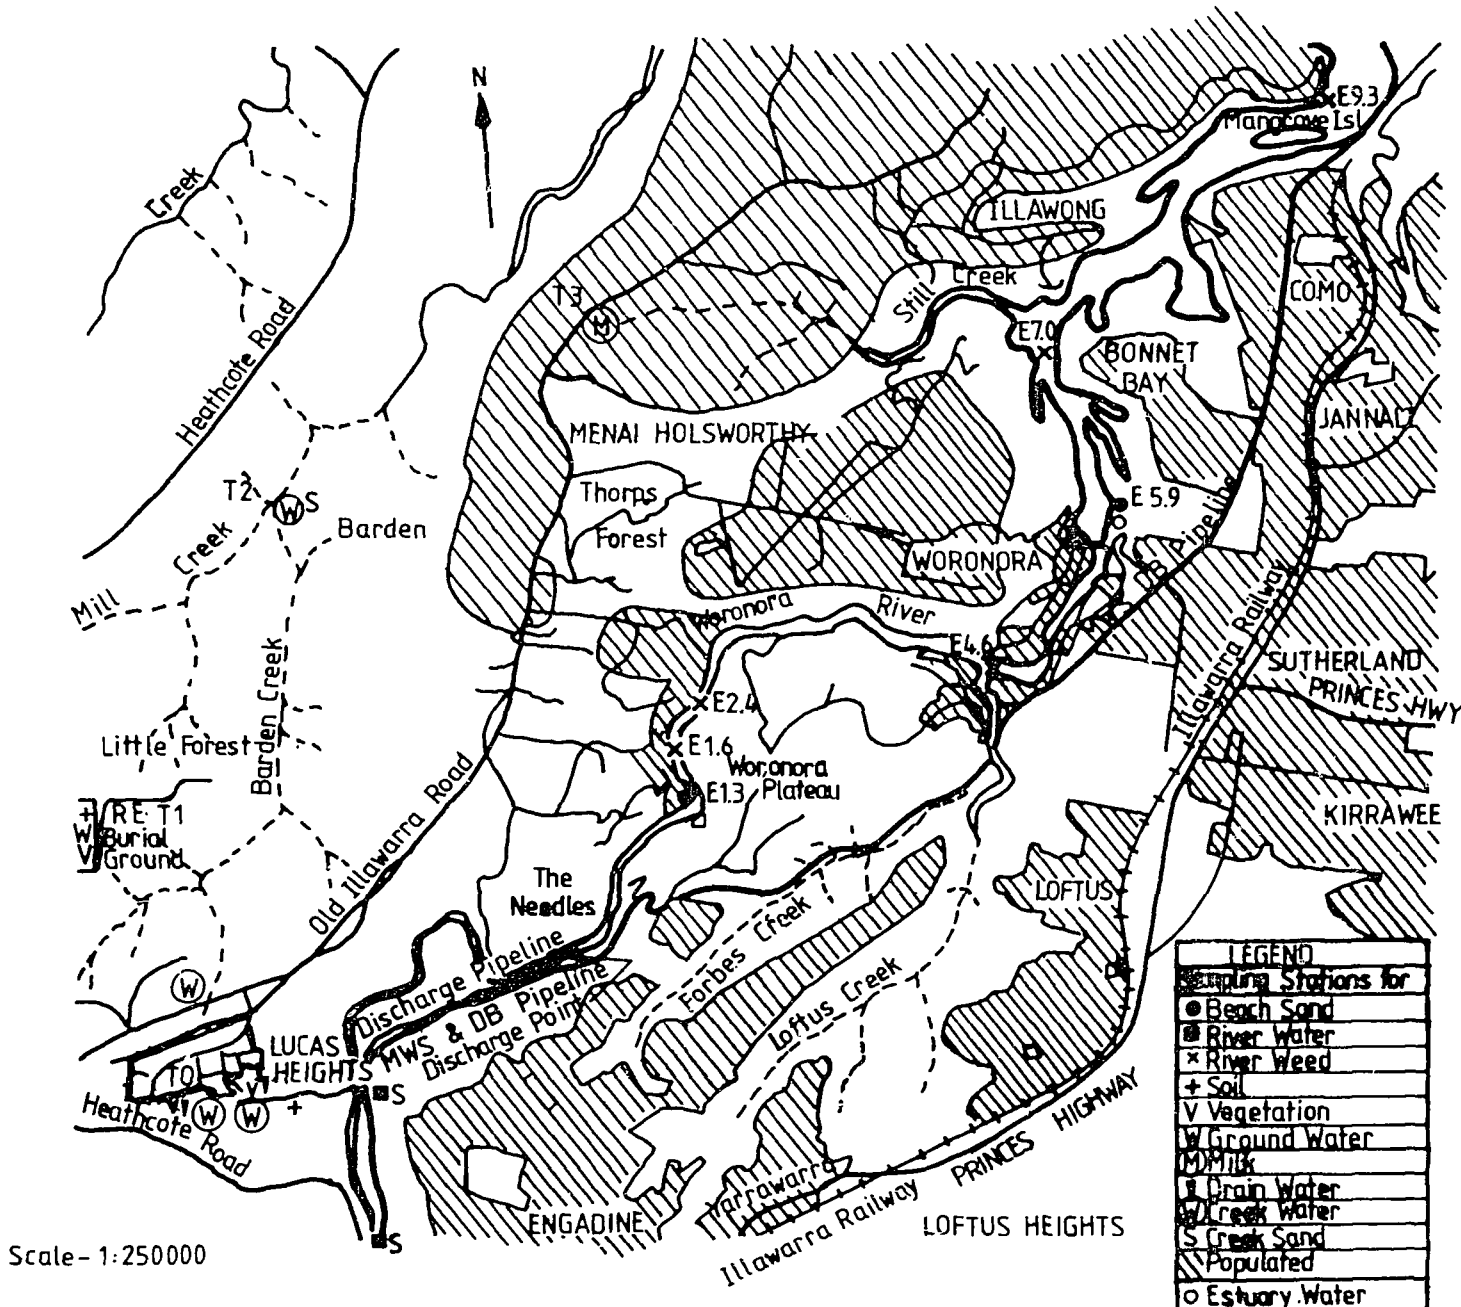 N
E9.3
Mangrove Isl
Creek
ILLAWONG
Still Creek
COMO
T3
M
E7.0
BONNET
BAY
Heathcote Road
JANNALI
MENAI HOLSWORTHY
T2
W S
Thorps
Forest
E 5.9
Barden
Creek
WORONORA
MWS & DB Pipeline
Mill
Woronora River
Illawarra Railway
E4.6
SUTHERLAND
PRINCES HWY
E2.4
Barden Creek
Little Forest
E1.6
Woronora
Plateau
E1.3
+ R E T1
W Burial
V Ground
KIRRAWEE
Old Illawarra Road
The
Needles
LOFTUS
Forbes Creek
Discharge Pipeline
W
Loftus Creek
MWS & DB Pipeline
Discharge Point
LUCAS
HEIGHTS
T0
V
S
W W +
Heathcote Road
PRINCES HIGHWAY
Yarrawarra
ENGADINE
Illawarra Railway
LOFTUS HEIGHTS
S
Scale - 1:250000
LEGEND
Sampling Stations for
Beach Sand
River Water
x River Weed
+ Soil
V Vegetation
W Ground Water
M Milk
Drain Water
W Creek Water
S Creek Sand
Populated
o Estuary Water